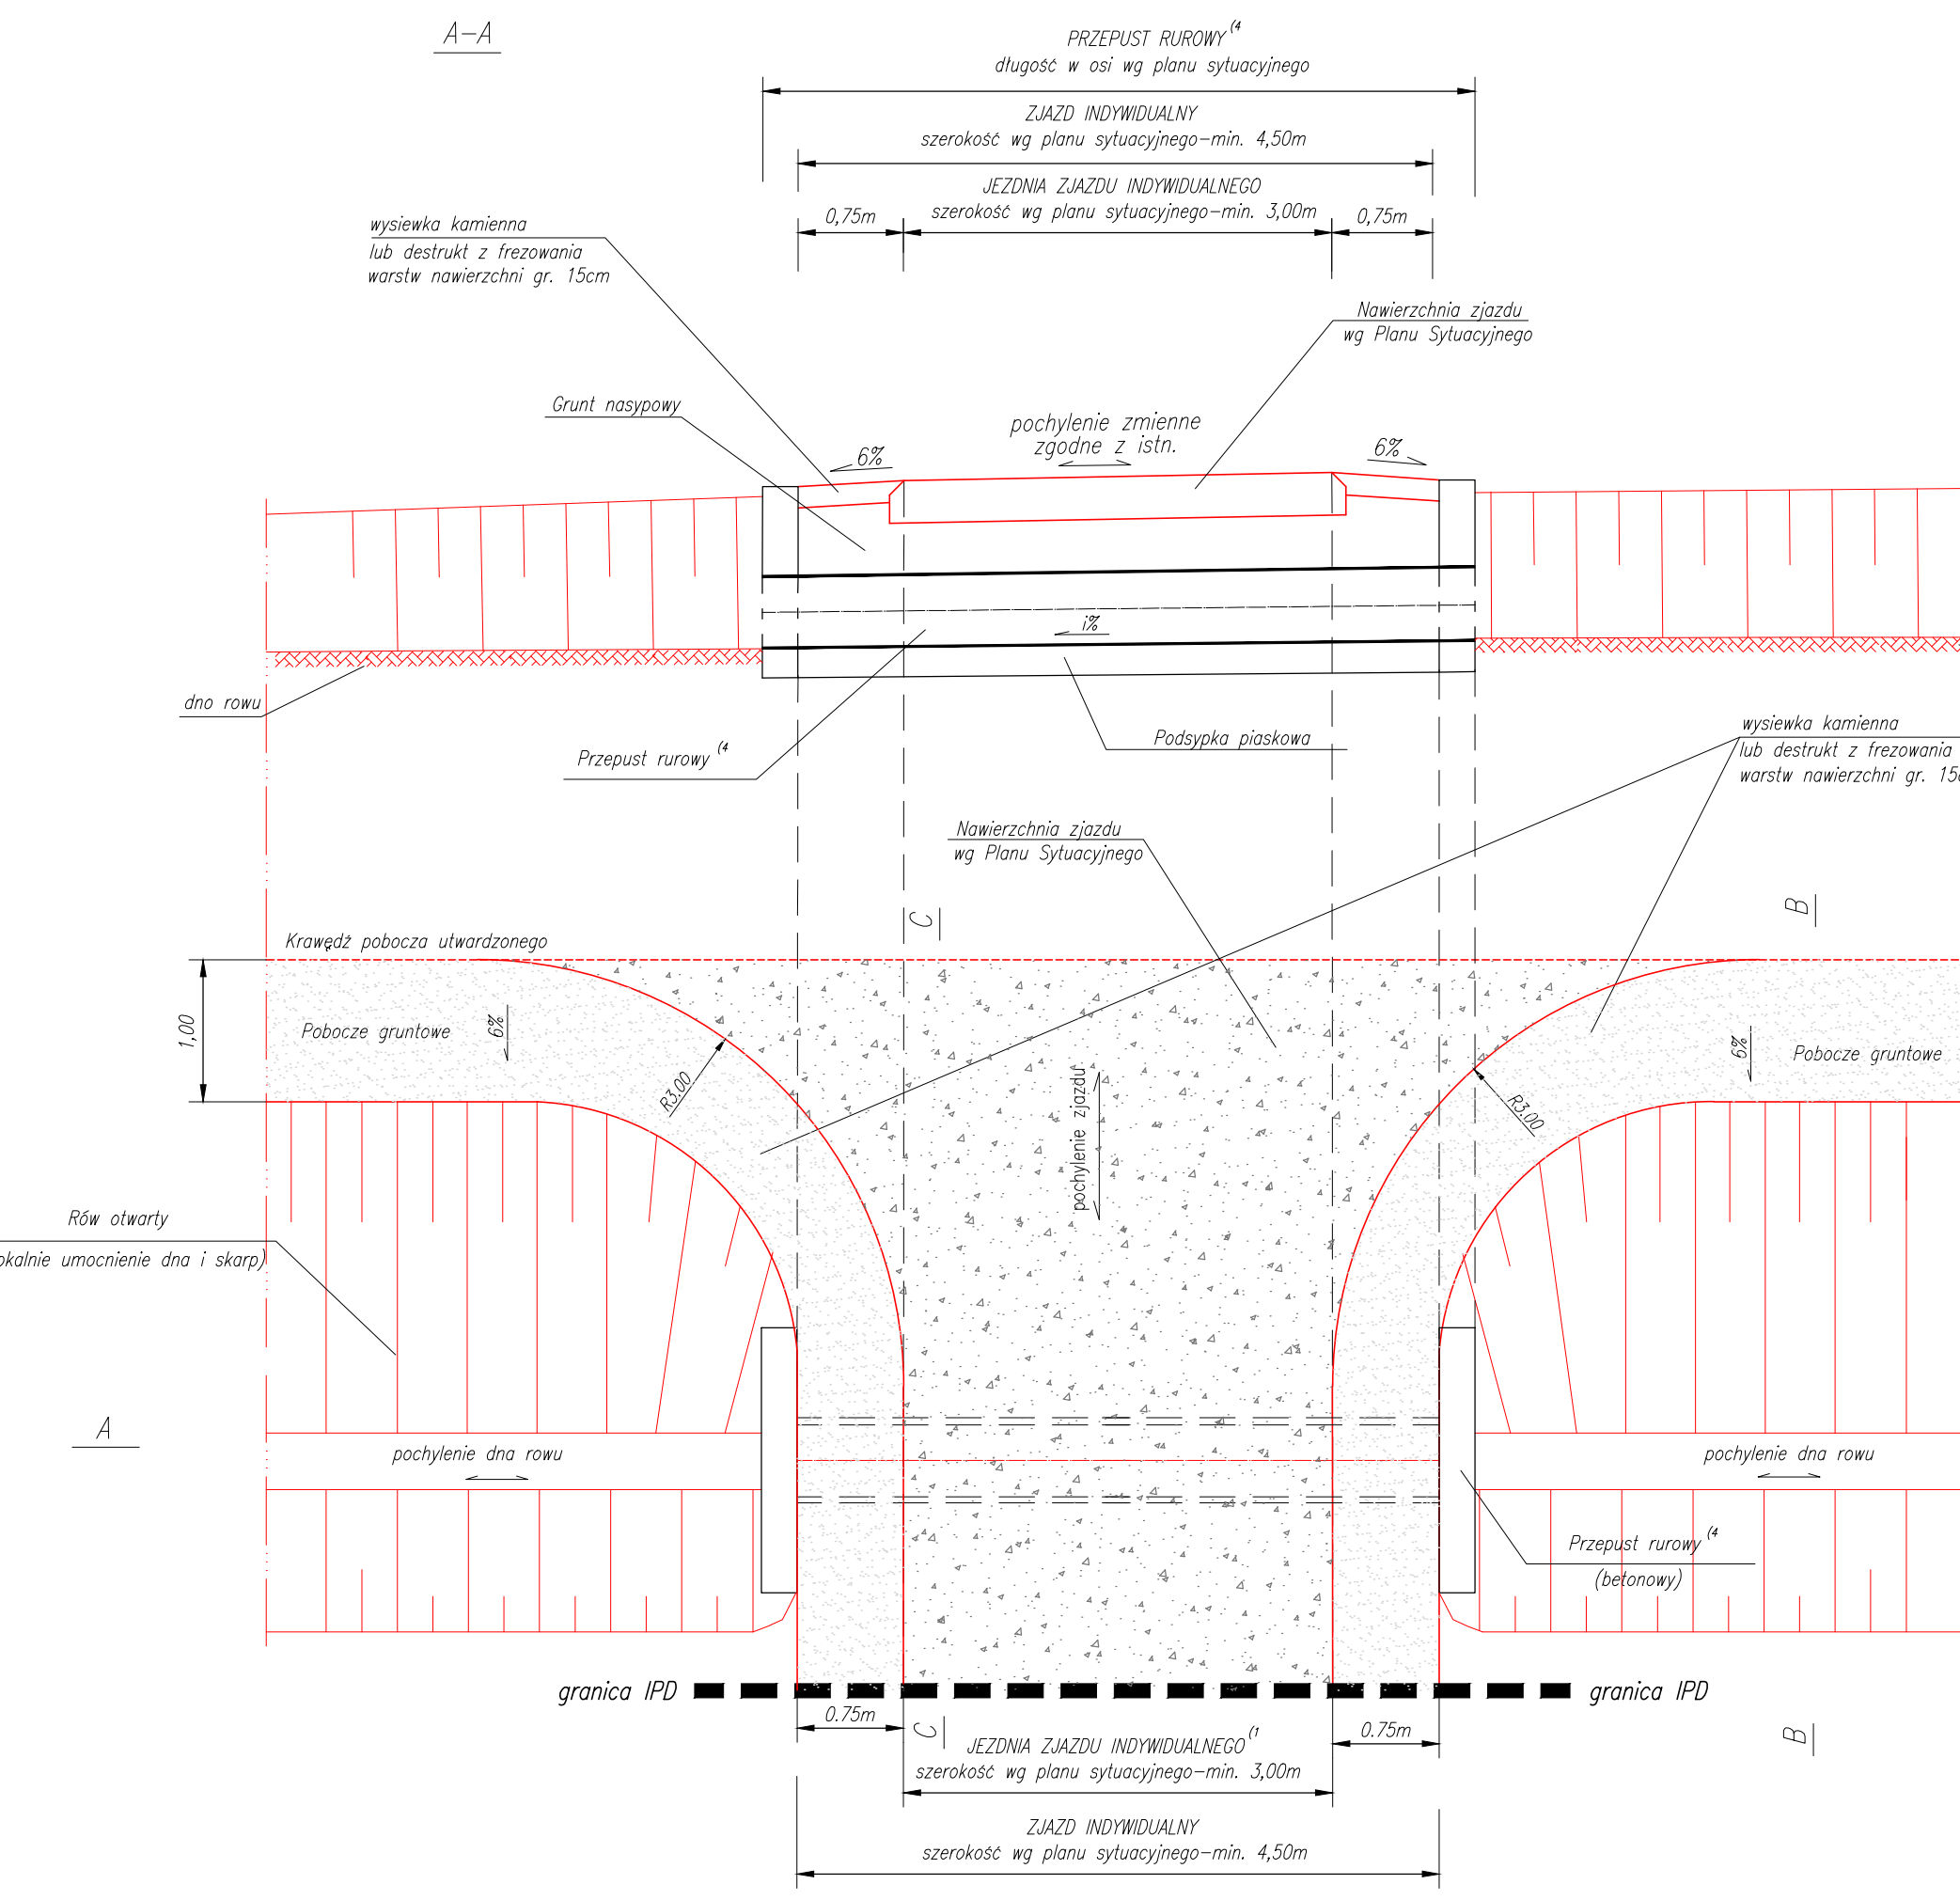 A-A
PRZEPUST RUROWY (4
długość w osi wg planu sytuacyjnego
ZJAZD INDYWIDUALNY
szerokość wg planu sytuacyjnego-min. 4,50m
JEZDNIA ZJAZDU INDYWIDUALNEGO
0,75m
szerokość wg planu sytuacyjnego-min. 3,00m
0,75m
wysiewka kamienna
lub destrukt z frezowania
warstw nawierzchni gr. 15cm
Nawierzchnia zjazdu
wg Planu Sytuacyjnego
Grunt nasypowy
pochylenie zmienne
zgodne z istn.
6%
6%
i%
dno rowu
Przepust rurowy (4
Podsypka piaskowa
wysiewka kamienna
lub destrukt z frezowania
warstw nawierzchni gr. 15
Nawierzchnia zjazdu
wg Planu Sytuacyjnego
C
B
Krawędź pobocza utwardzonego
1,00
Pobocze gruntowe
6%
R3.00
pochylenie zjazdu
R3.00
6%
Pobocze gruntowe
Rów otwarty
okalnie umocnienie dna i skarp)
A
pochylenie dna rowu
pochylenie dna rowu
Przepust rurowy (4
(betonowy)
granica IPD
granica IPD
0.75m
C
0.75m
B
JEZDNIA ZJAZDU INDYWIDUALNEGO (1
szerokość wg planu sytuacyjnego-min. 3,00m
ZJAZD INDYWIDUALNY
szerokość wg planu sytuacyjnego-min. 4,50m